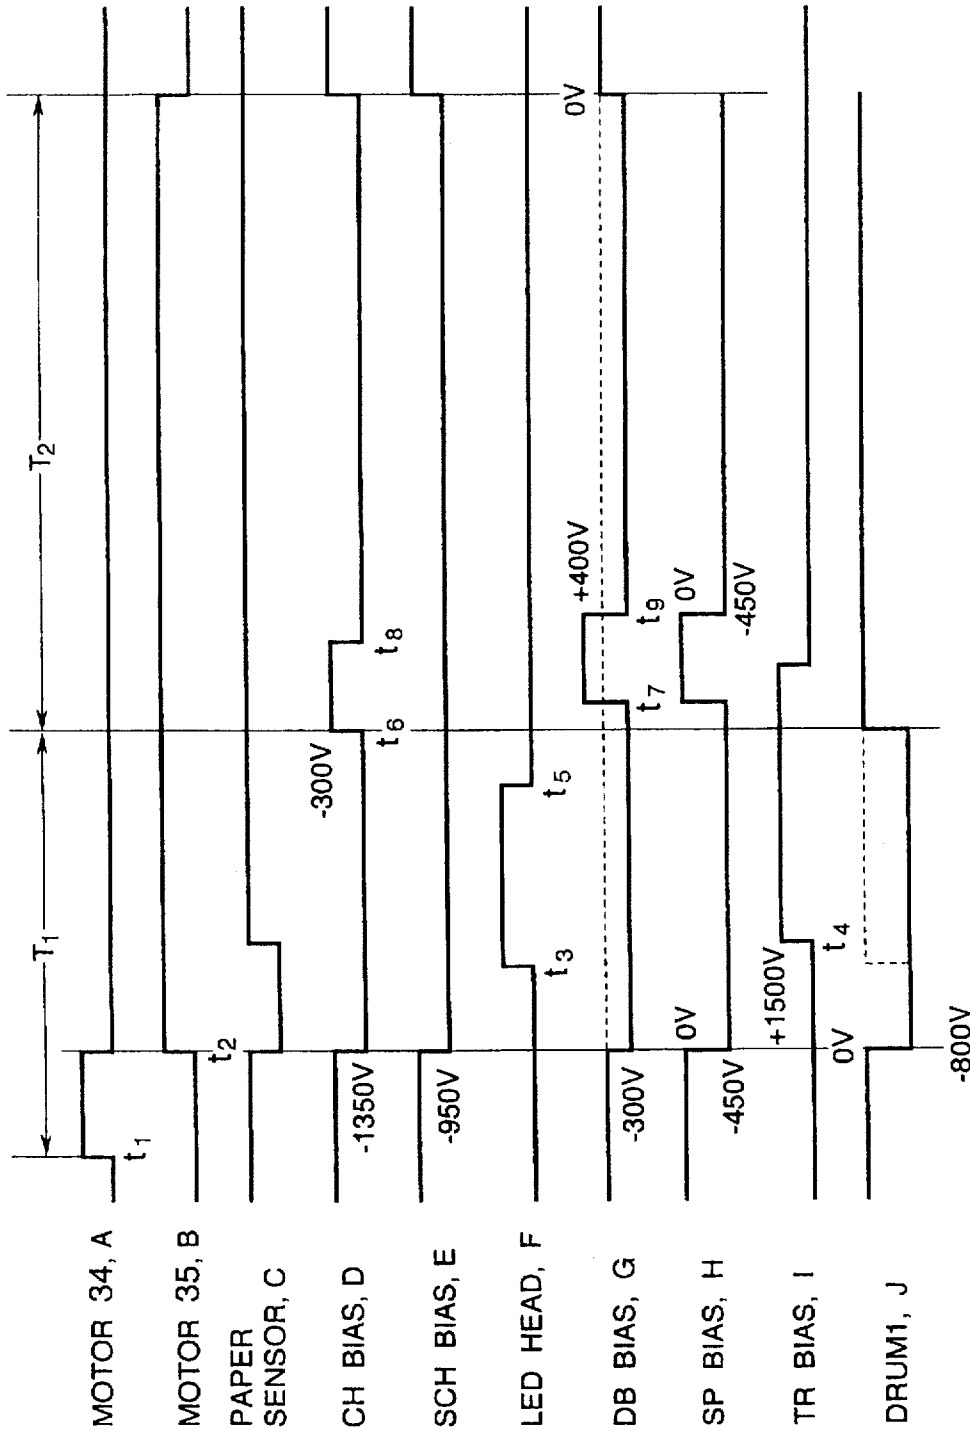 T₁
T₂
MOTOR 34, A
t₁
MOTOR 35, B
t₂
PAPER
SENSOR, C
CH BIAS, D
-1350V
-300V
t₆
t₈
SCH BIAS, E
-950V
LED HEAD, F
t₃
t₅
DB BIAS, G
-300V
+400V
0V
t₇
t₉
SP BIAS, H
0V
-450V
0V
-450V
TR BIAS, I
+1500V
0V
t₄
DRUM1, J
-800V